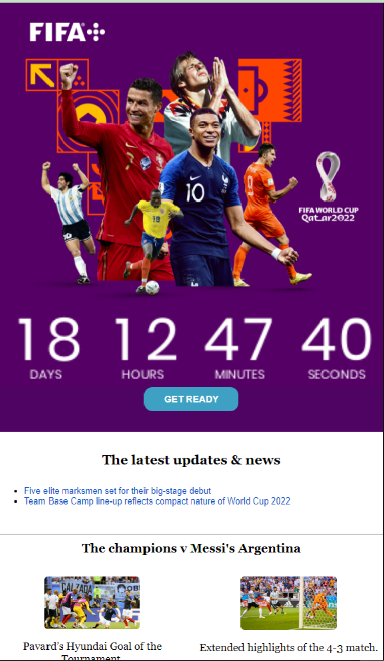 FIFA+
FIFA WORLD CUP
Qatar2022
10
18 12 47 40
DAYS HOURS MINUTES SECONDS
GET READY
The latest updates & news
Five elite marksmen set for their big-stage debut
Team Base Camp line-up reflects compact nature of World Cup 2022
The champions v Messi's Argentina
Pavard's Hyundai Goal of the
Tournament
Extended highlights of the 4-3 match.